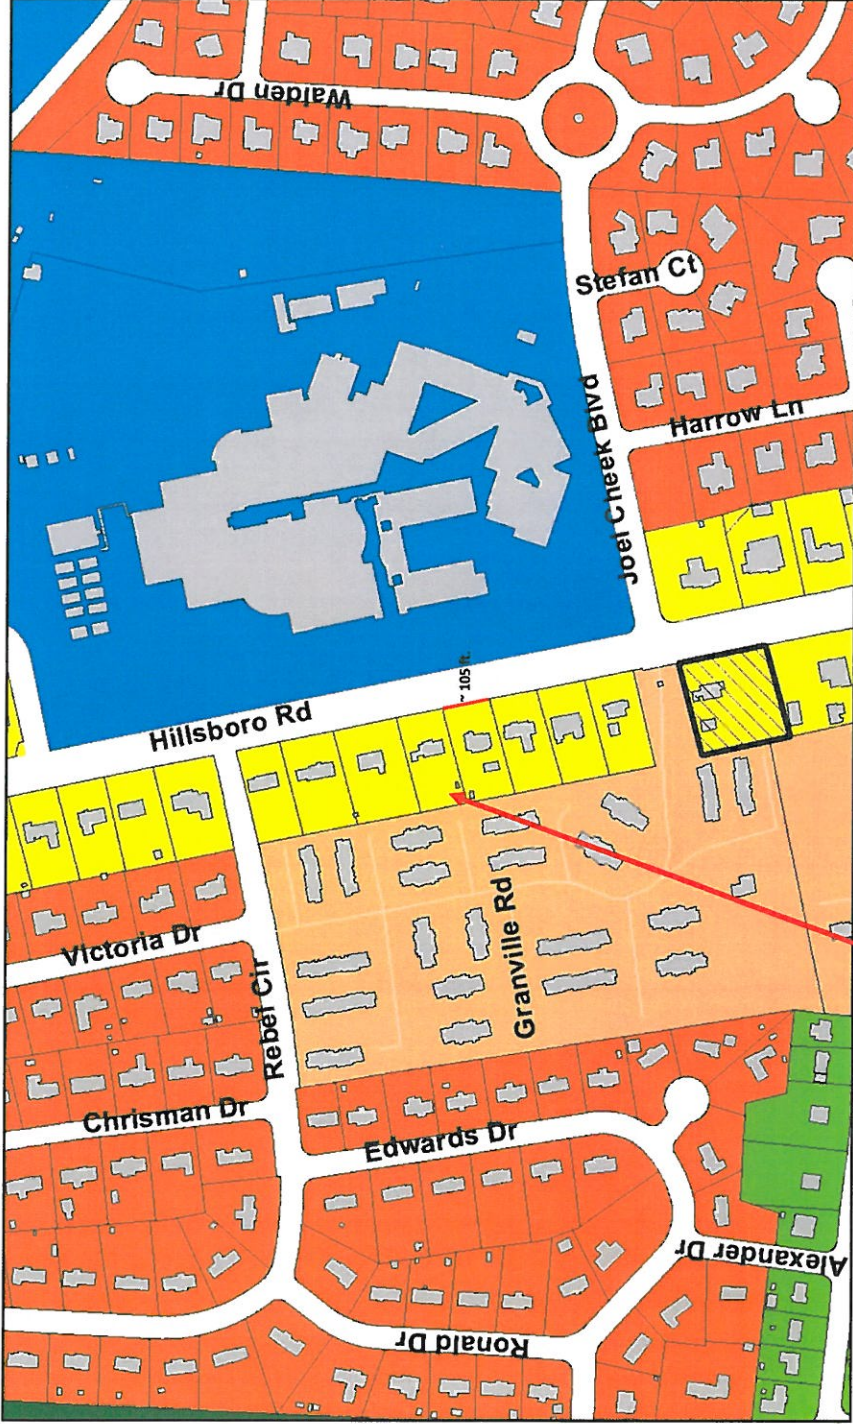 Walden Dr
Stefan Ct
Joel Cheek Blvd
Harrow Ln
~ 105 ft.
Hillsboro Rd
Victoria Dr
Rebel Cir
Granville Rd
Chrisman Dr
Edwards Dr
Alexander Dr
Ronald Dr